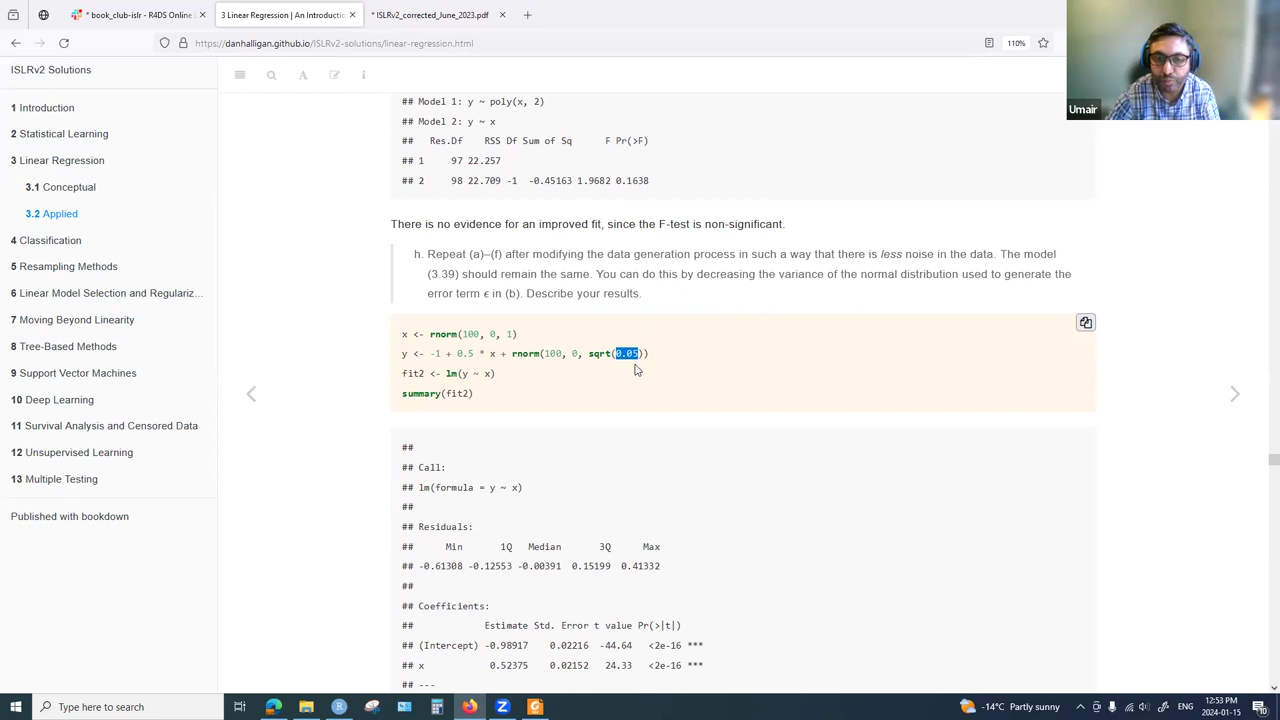 * book_club-islr - R4DS Online
3 Linear Regression | An Introductio
* ISLRv2_corrected_June_2023.pdf
https://danhalligan.github.io/ISLRv2-solutions/linear-regression.html
110%
Umair
ISLRv2 Solutions
1 Introduction
2 Statistical Learning
3 Linear Regression
3.1 Conceptual
3.2 Applied
4 Classification
5 Resampling Methods
6 Linear Model Selection and Regulariz...
7 Moving Beyond Linearity
8 Tree-Based Methods
9 Support Vector Machines
10 Deep Learning
11 Survival Analysis and Censored Data
12 Unsupervised Learning
13 Multiple Testing
Published with bookdown
A
## Model 1: y ~ poly(x, 2)
## Model 2: y ~ x
## Res.Df RSS Df Sum of Sq F Pr(>F)
## 1 97 22.257
## 2 98 22.709 -1 -0.45163 1.9682 0.1638
There is no evidence for an improved fit, since the F-test is non-significant.
h. Repeat (a)–(f) after modifying the data generation process in such a way that there is less noise in the data. The model
(3.39) should remain the same. You can do this by decreasing the variance of the normal distribution used to generate the
error term ϵ in (b). Describe your results.
x <- rnorm(100, 0, 1)
y <- -1 + 0.5 * x + rnorm(100, 0, sqrt(0.05))
fit2 <- lm(y ~ x)
summary(fit2)
##
## Call:
## lm(formula = y ~ x)
##
## Residuals:
## Min 1Q Median 3Q Max
## -0.61308 -0.12553 -0.00391 0.15199 0.41332
##
## Coefficients:
## Estimate Std. Error t value Pr(>|t|)
## (Intercept) -0.98917 0.02216 -44.64 <2e-16 ***
## x 0.52375 0.02152 24.33 <2e-16 ***
## ---
Type here to search
-14°C Partly sunny
ENG
12:53 PM
2024-01-15
10